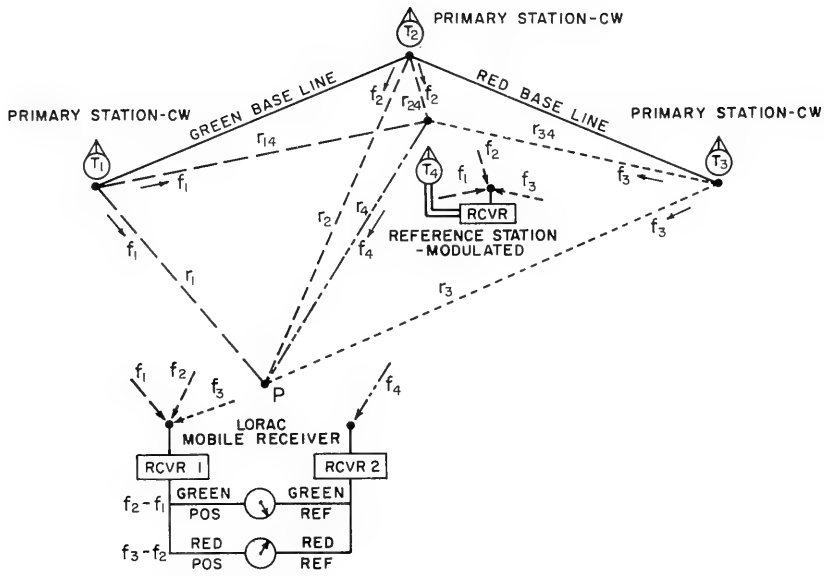 T2
PRIMARY STATION-CW
PRIMARY STATION-CW
GREEN BASE LINE
RED BASE LINE
PRIMARY STATION-CW
f2
r24
f2
T1
r14
f1
r34
T3
f3
T4
f1
f2
f3
RCVR
REFERENCE STATION
-MODULATED
f1
r1
r2
r4
f4
f3
r3
P
f1
f2
f3
f4
LORAC
MOBILE RECEIVER
RCVR 1
RCVR 2
f2-f1
GREEN
POS
GREEN
REF
f3-f2
RED
POS
RED
REF